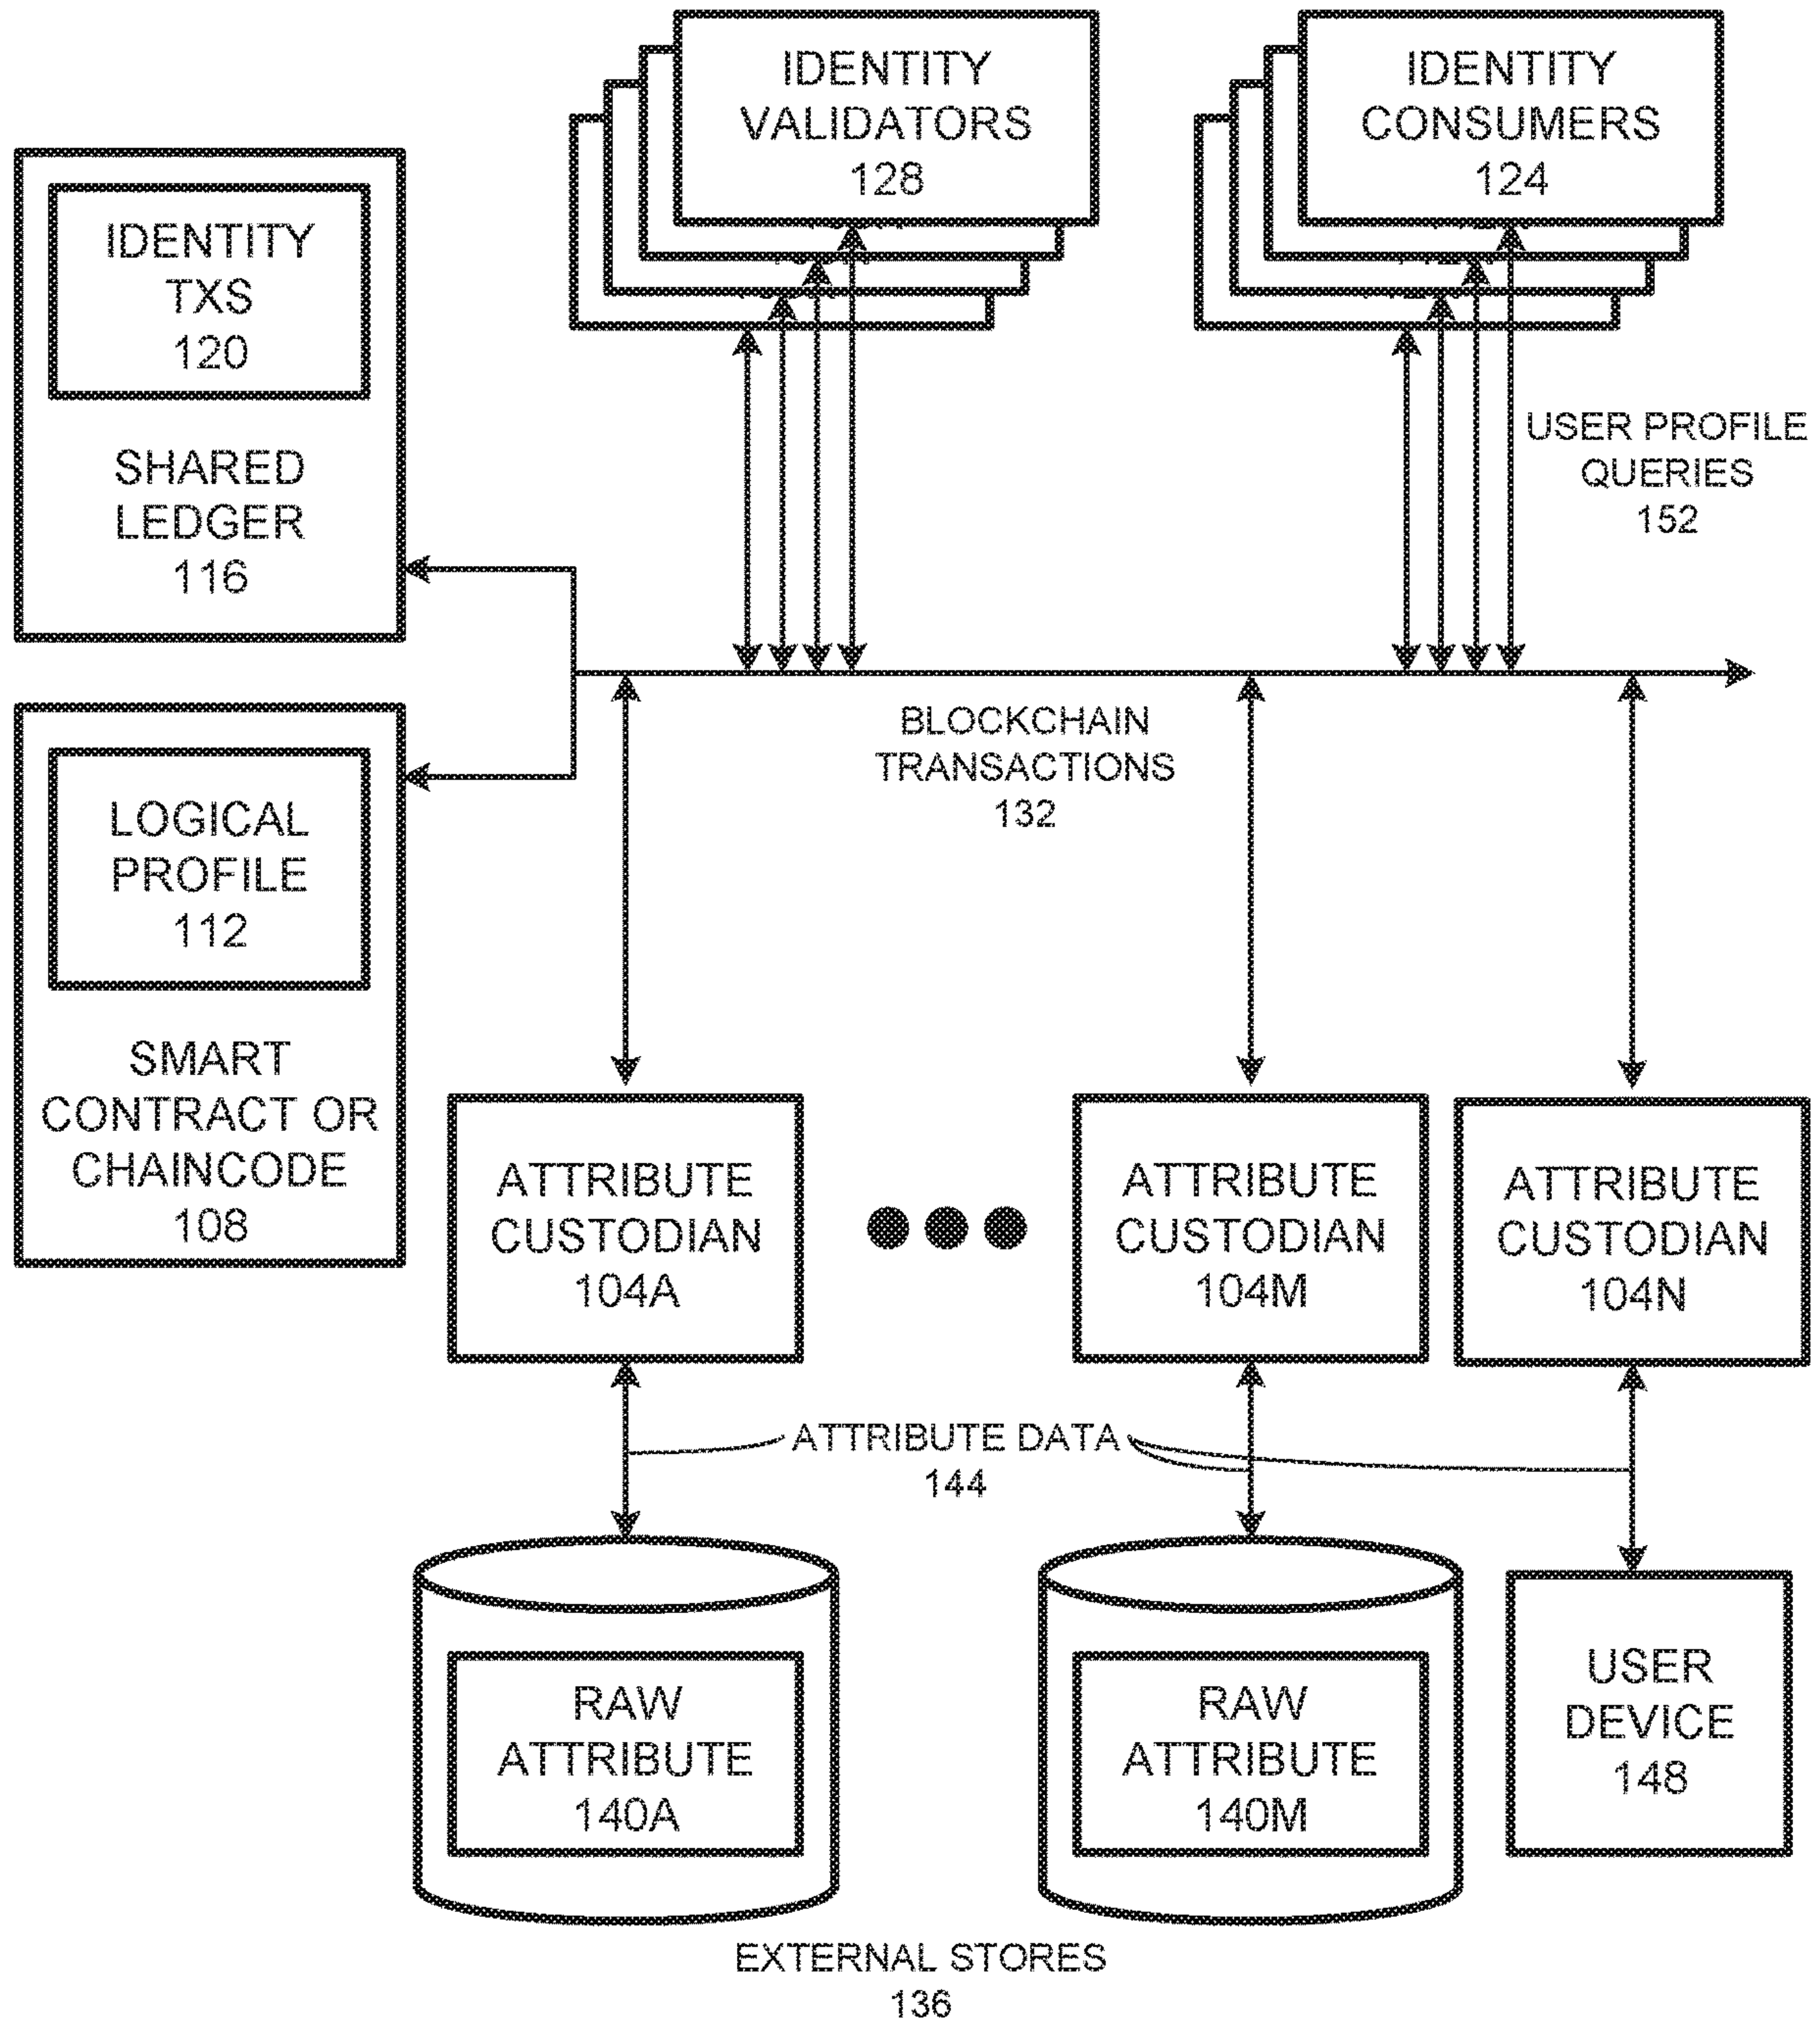 IDENTITY
VALIDATORS
128
IDENTITY
CONSUMERS
124
IDENTITY
TXS
120
SHARED
LEDGER
116
USER PROFILE
QUERIES
152
BLOCKCHAIN
TRANSACTIONS
132
LOGICAL
PROFILE
112
SMART
CONTRACT OR
CHAINCODE
108
ATTRIBUTE
CUSTODIAN
104A
ATTRIBUTE
CUSTODIAN
104M
ATTRIBUTE
CUSTODIAN
104N
ATTRIBUTE DATA
144
RAW
ATTRIBUTE
140A
RAW
ATTRIBUTE
140M
USER
DEVICE
148
EXTERNAL STORES
136